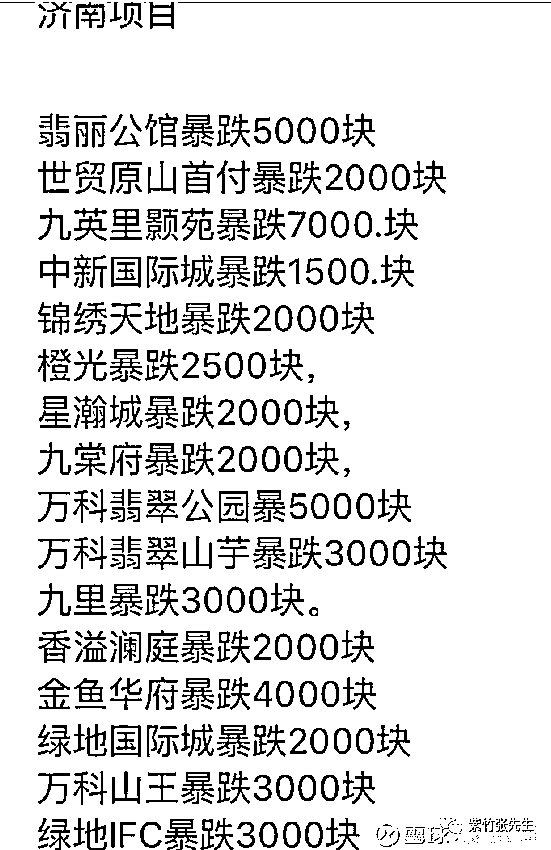 济南项目
翡丽公馆暴跌5000块
世贸原山首付暴跌2000块
九英里颢苑暴跌7000.块
中新国际城暴跌1500.块
锦绣天地暴跌2000块
橙光暴跌2500块,
星瀚城暴跌2000块,
九棠府暴跌2000块,
万科翡翠公园暴5000块
万科翡翠山芋暴跌3000块
九里暴跌3000块。
香溢澜庭暴跌2000块
金鱼华府暴跌4000块
绿地国际城暴跌2000块
万科山王暴跌3000块
绿地IFC暴跌3000块
雪球
紫竹张先生